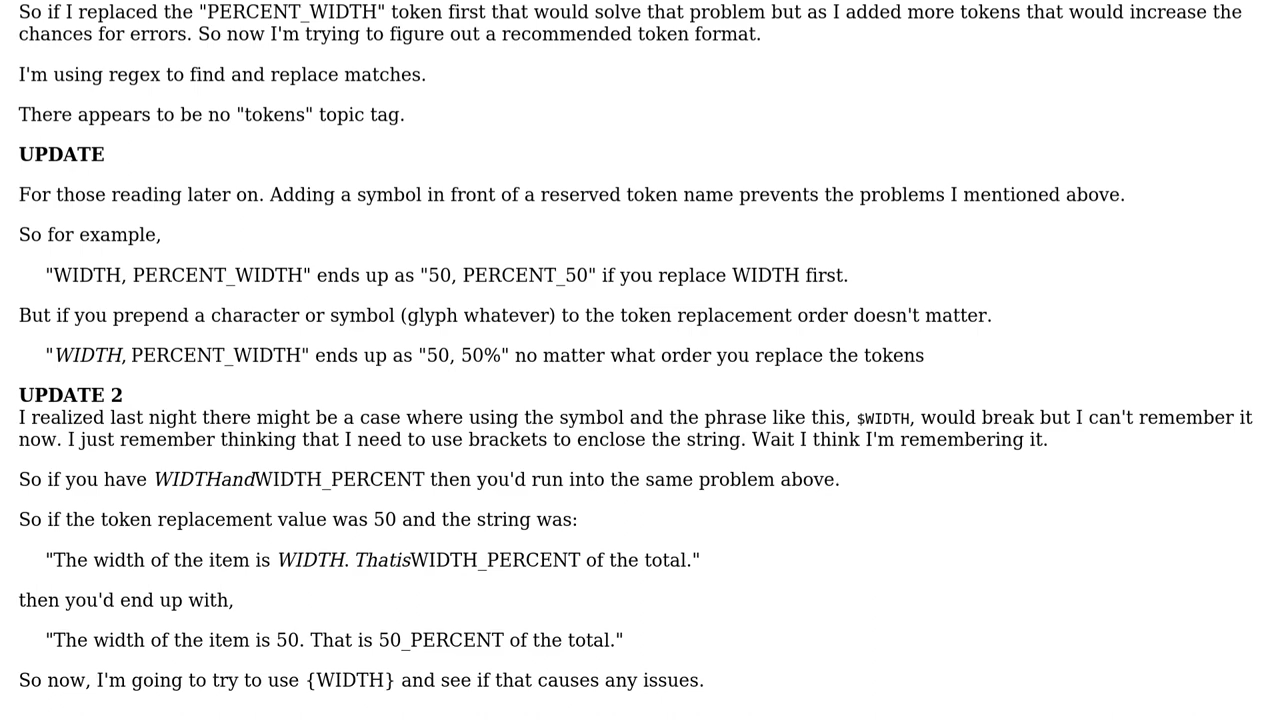 So if I replaced the "PERCENT_WIDTH" token first that would solve that problem but as I added more tokens that would increase the
chances for errors. So now I'm trying to figure out a recommended token format.
I'm using regex to find and replace matches.
There appears to be no "tokens" topic tag.
UPDATE
For those reading later on. Adding a symbol in front of a reserved token name prevents the problems I mentioned above.
So for example,
"WIDTH, PERCENT_WIDTH" ends up as "50, PERCENT_50" if you replace WIDTH first.
But if you prepend a character or symbol (glyph whatever) to the token replacement order doesn't matter.
"WIDTH, PERCENT_WIDTH" ends up as "50, 50%" no matter what order you replace the tokens
UPDATE 2
I realized last night there might be a case where using the symbol and the phrase like this, $WIDTH, would break but I can't remember it
now. I just remember thinking that I need to use brackets to enclose the string. Wait I think I'm remembering it.
So if you have WIDTHandWIDTH_PERCENT then you'd run into the same problem above.
So if the token replacement value was 50 and the string was:
"The width of the item is WIDTH. ThatisWIDTH_PERCENT of the total."
then you'd end up with,
"The width of the item is 50. That is 50_PERCENT of the total."
So now, I'm going to try to use {WIDTH} and see if that causes any issues.